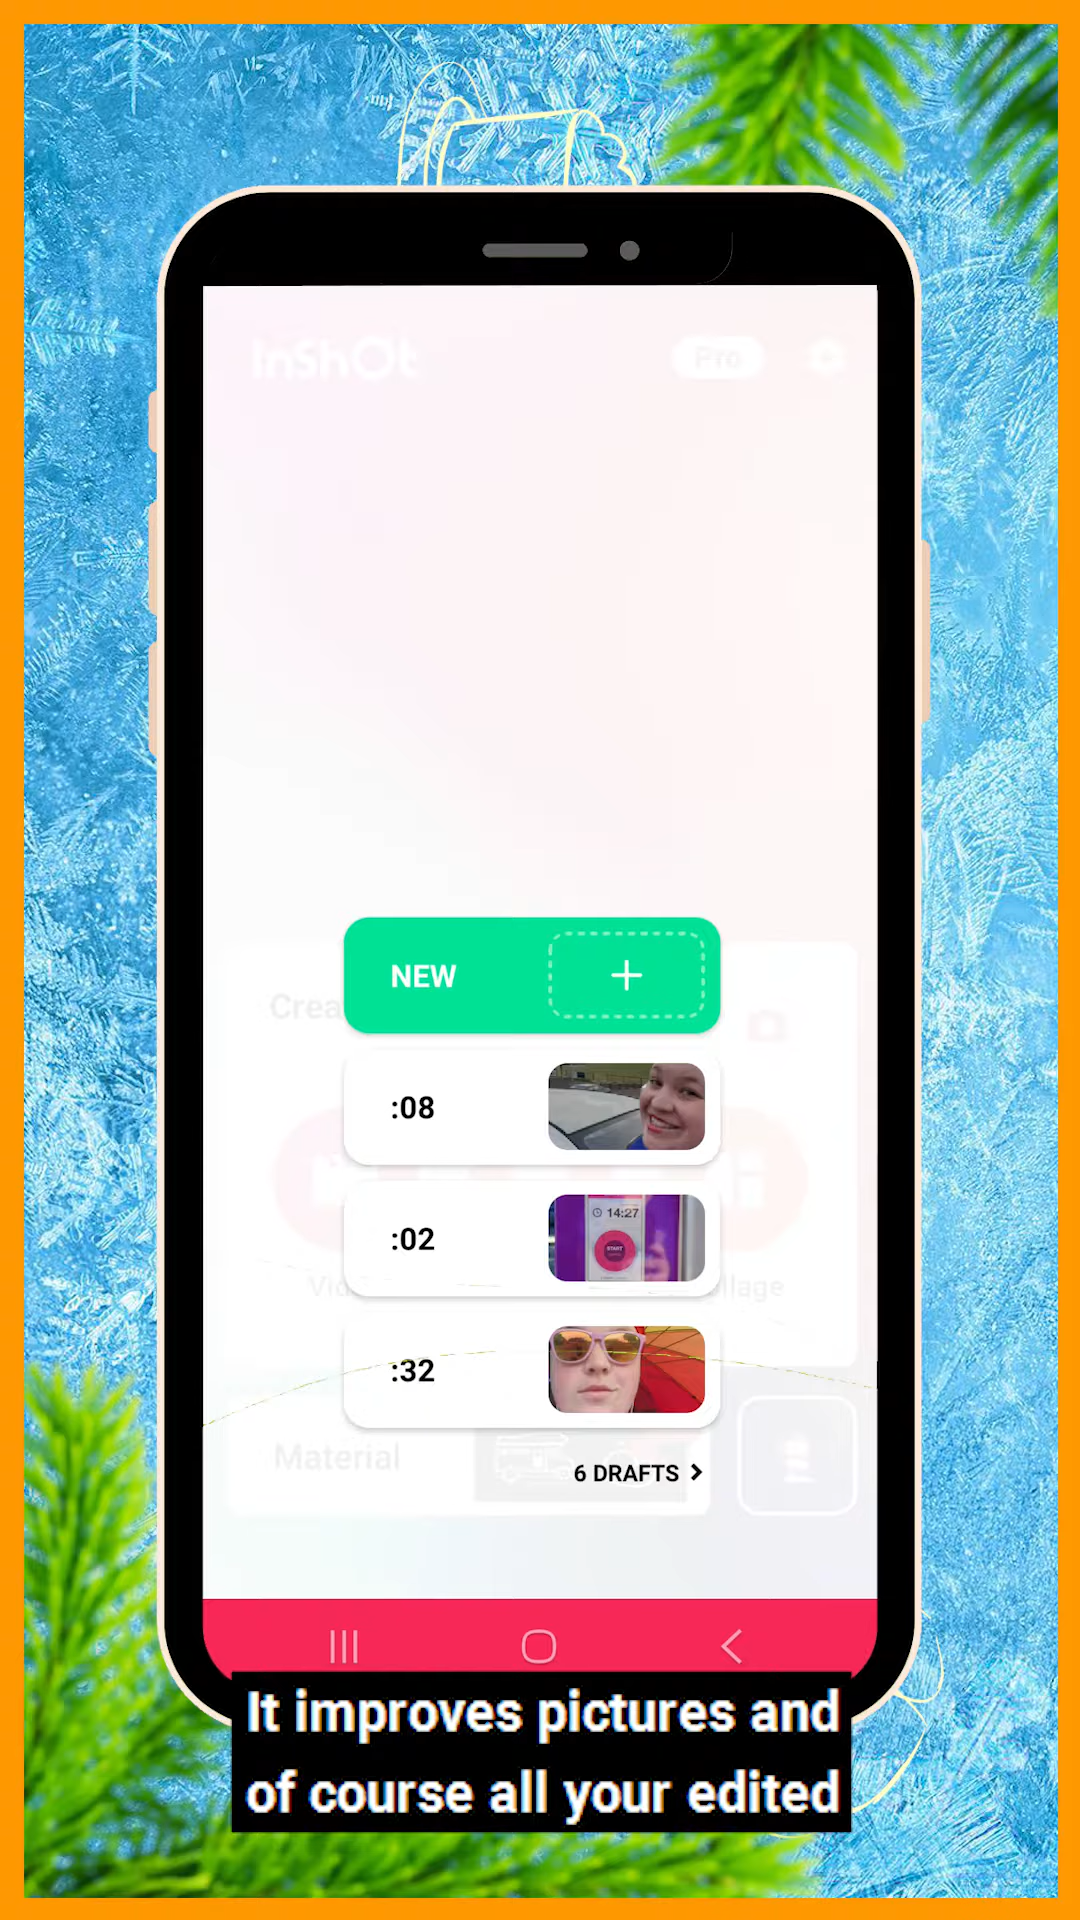 InShOt
Pro
NEW
:08
:02
14:27
START
:32
Material
6 DRAFTS
It improves pictures and
of course all your edited